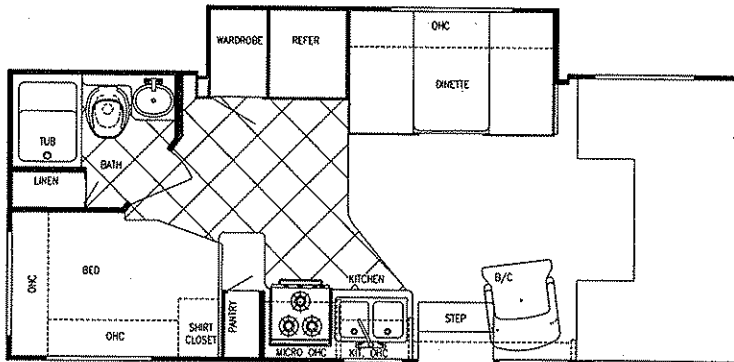 WARDROBE
REFER
OHC
DINETTE
TUB
BATH
LINEN
BED
OHC
OHC
SHIRT
CLOSET
PANTRY
KITCHEN
MICRO OHC
KIT. OHC
STEP
B/C